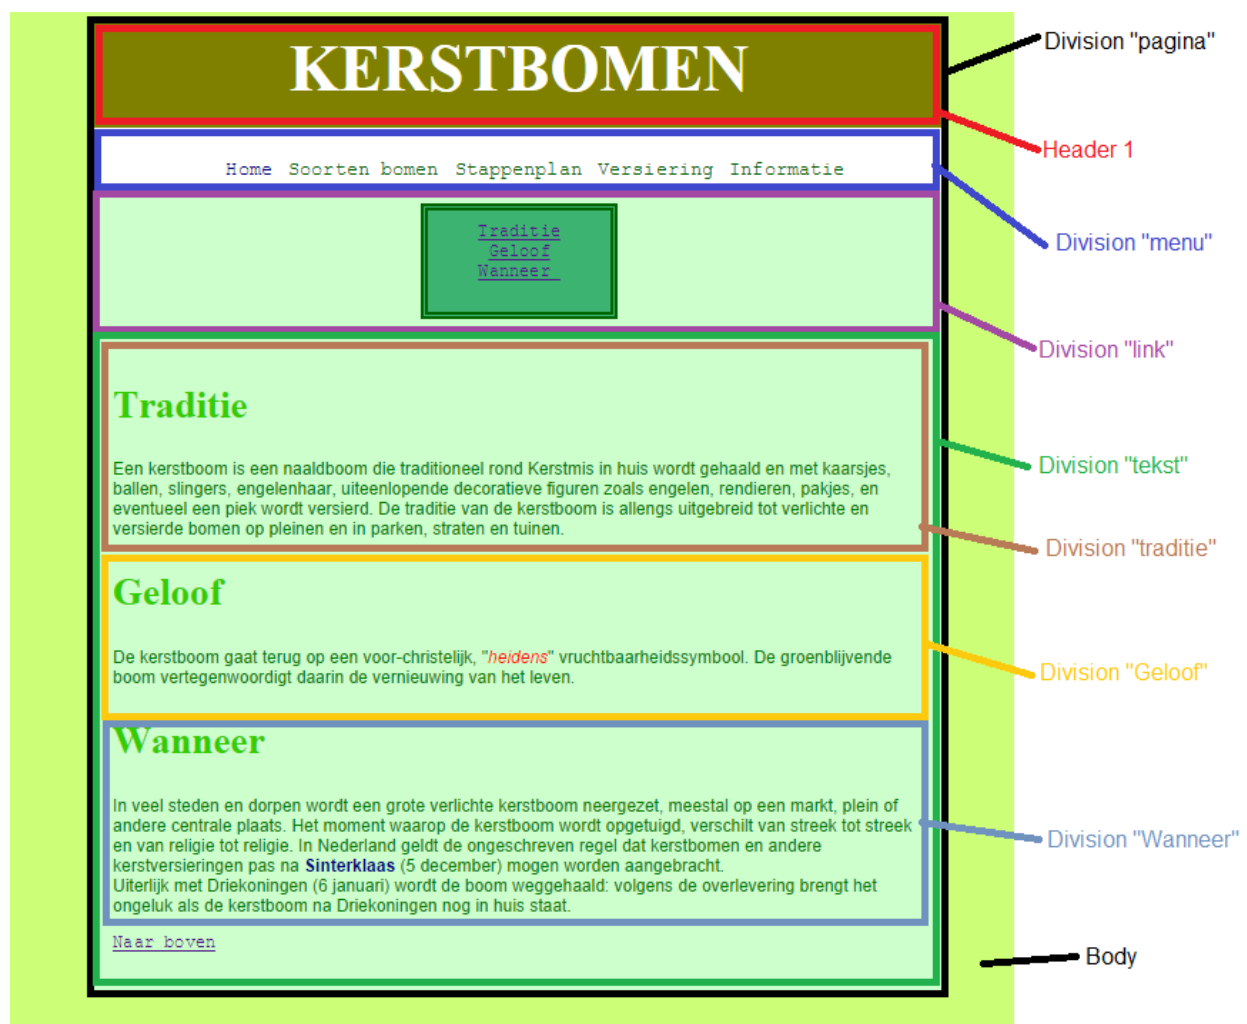 KERSTBOMEN
Home Soorten bomen Stappenplan Versiering Informatie
Traditie
Geloof
Wanneer
Traditie
Een kerstboom is een naaldboom die traditioneel rond Kerstmis in huis wordt gehaald en met kaarsjes,
ballen, slingers, engelenhaar, uiteenlopende decoratieve figuren zoals engelen, rendieren, pakjes, en
eventueel een piek wordt versierd. De traditie van de kerstboom is allengs uitgebreid tot verlichte en
versierde bomen op pleinen en in parken, straten en tuinen.
Geloof
De kerstboom gaat terug op een voor-christelijk, "heidens" vruchtbaarheidssymbool. De groenblijvende
boom vertegenwoordigt daarin de vernieuwing van het leven.
Wanneer
In veel steden en dorpen wordt een grote verlichte kerstboom neergezet, meestal op een markt, plein of
andere centrale plaats. Het moment waarop de kerstboom wordt opgetuigd, verschilt van streek tot streek
en van religie tot religie. In Nederland geldt de ongeschreven regel dat kerstbomen en andere
kerstversieringen pas na Sinterklaas (5 december) mogen worden aangebracht.
Uiterlijk met Driekoningen (6 januari) wordt de boom weggehaald: volgens de overlevering brengt het
ongeluk als de kerstboom na Driekoningen nog in huis staat.
Naar boven
Division "pagina"
Header 1
Division "menu"
Division "link"
Division "tekst"
Division "traditie"
Division "Geloof"
Division "Wanneer"
Body